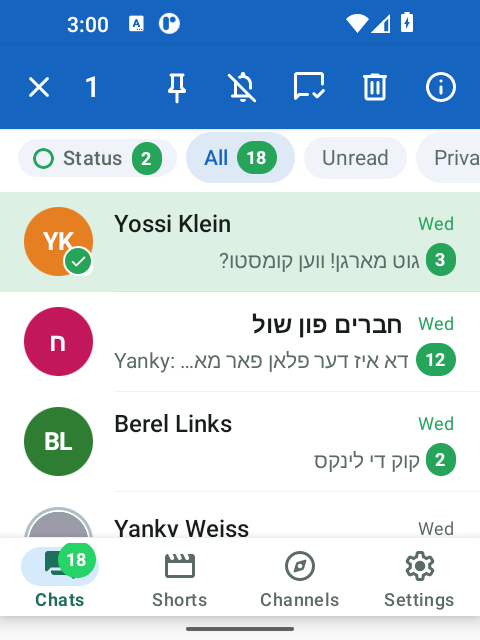 3:00
1
Status 2
All 18
Unread
Priva
YK
Yossi Klein
Wed
גוט מארגן! ווען קומסטו?
3
ח
חברים פון שול
Wed
Yanky: דא איז דער פלאן פאר מא...
12
BL
Berel Links
Wed
קוק די לינקס
2
Yanky Weiss
Wed
18
Chats
Shorts
Channels
Settings